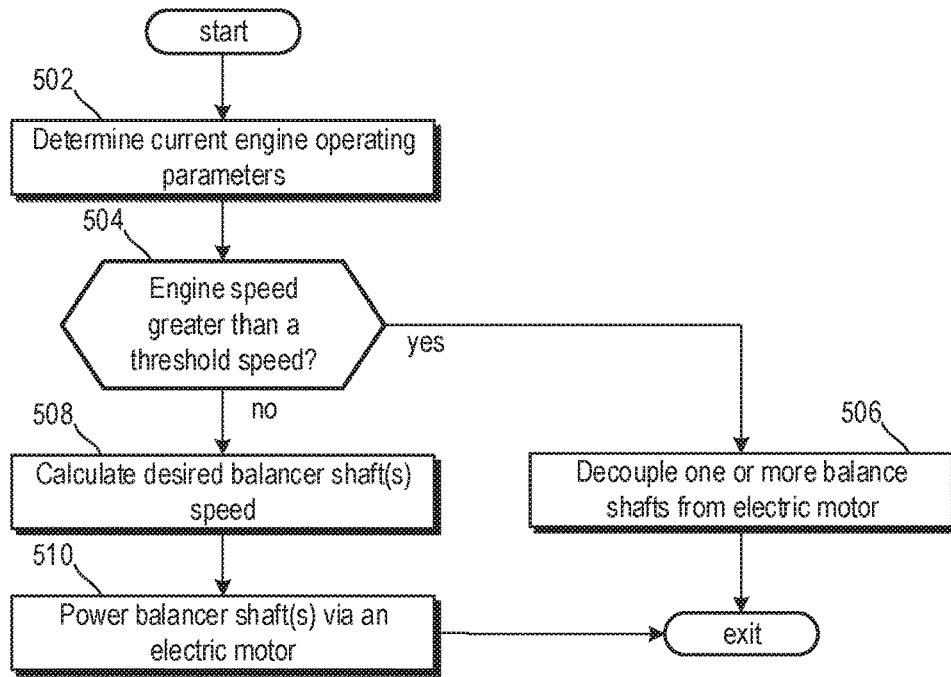 start
502
Determine current engine operating
parameters
504
Engine speed
greater than a
threshold speed?
yes
no
508
Calculate desired balancer shaft(s)
speed
506
Decouple one or more balance
shafts from electric motor
510
Power balancer shaft(s) via an
electric motor
exit